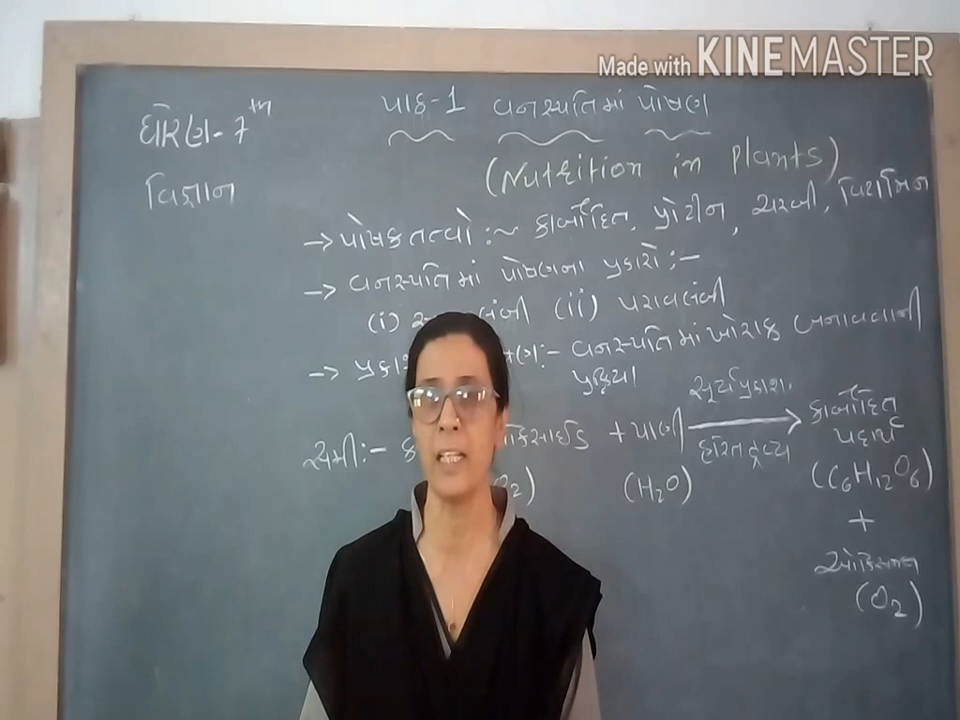 Made with KINEMASTER
ધોરણ-7th
વિજ્ઞાન
પાઠ-1 વનસ્પતિમાં પોષણ
(Nutrition in plants)
→ પોષકતત્વો :~ કાર્બોદિત, પ્રોટીન, ચરબી, વિટામિન
→ વનસ્પતિમાં પોષણના પ્રકારો :-
(i) (ii) પરાવલંબી
→ :- વનસ્પતિમાં ખોરાક બનાવવાની
પ્રક્રિયા
સમી :- + પાણી સૂર્યપ્રકાશ હરિતદ્રવ્ય → કાર્બોદિત
પદાર્થ
(H2O) (C6H12O6)
+
ઓક્સિજન
(O2)